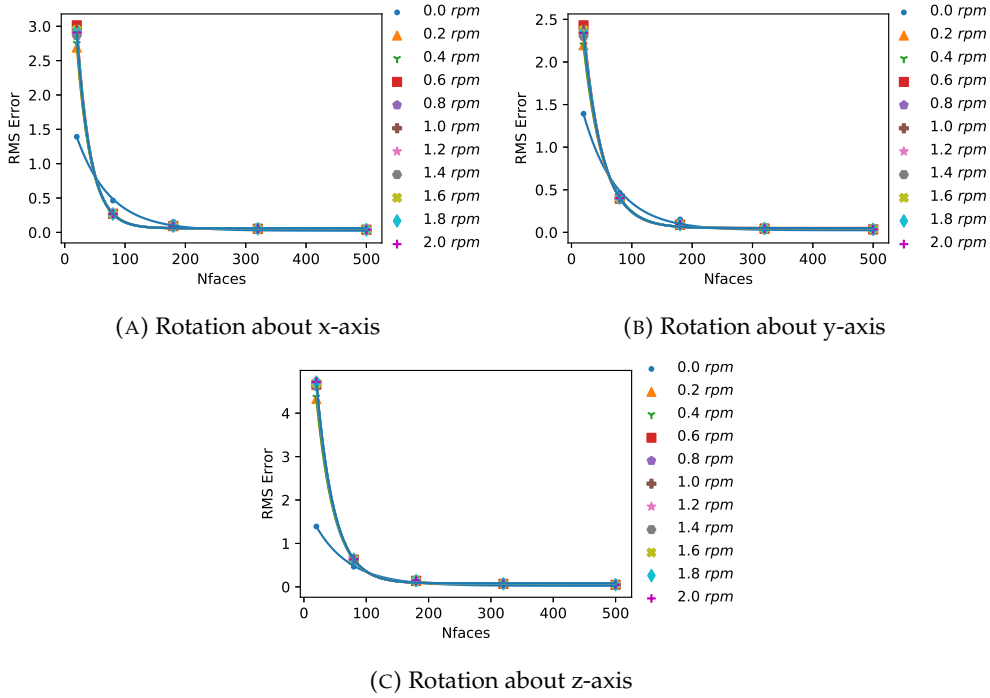 3.0
2.5
2.0
1.5
1.0
0.5
0.0
RMS Error
0
100
200
300
400
500
Nfaces
0.0 rpm
0.2 rpm
0.4 rpm
0.6 rpm
0.8 rpm
1.0 rpm
1.2 rpm
1.4 rpm
1.6 rpm
1.8 rpm
2.0 rpm
(A) Rotation about x-axis
2.5
2.0
1.5
1.0
0.5
0.0
RMS Error
0
100
200
300
400
500
Nfaces
0.0 rpm
0.2 rpm
0.4 rpm
0.6 rpm
0.8 rpm
1.0 rpm
1.2 rpm
1.4 rpm
1.6 rpm
1.8 rpm
2.0 rpm
(B) Rotation about y-axis
4
3
2
1
0
RMS Error
0
100
200
300
400
500
Nfaces
0.0 rpm
0.2 rpm
0.4 rpm
0.6 rpm
0.8 rpm
1.0 rpm
1.2 rpm
1.4 rpm
1.6 rpm
1.8 rpm
2.0 rpm
(C) Rotation about z-axis